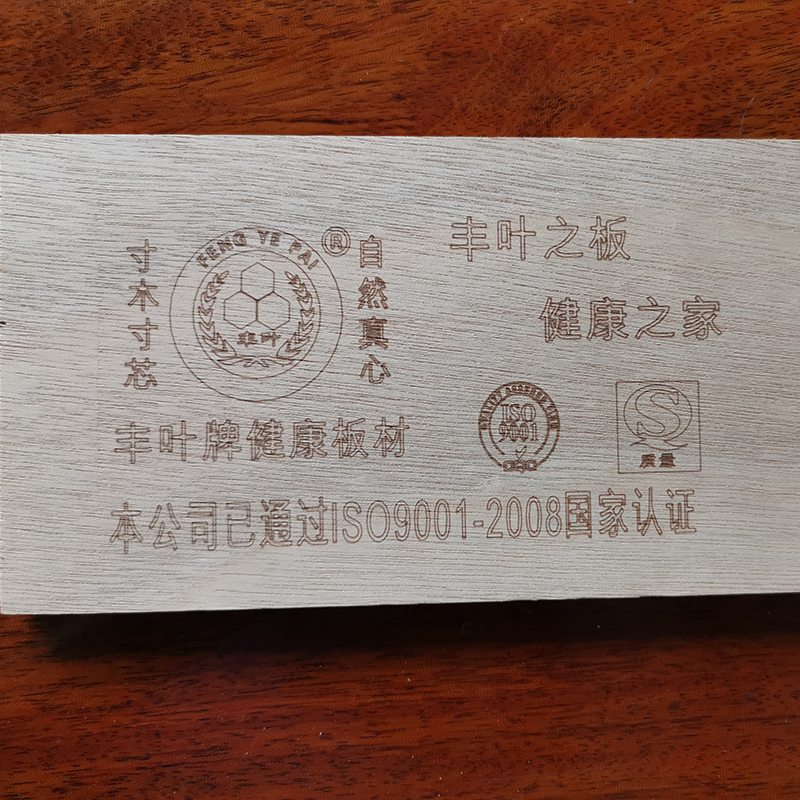 寸木寸芯
FENG YE PAI
®
丰叶
自然真心
丰叶之板
健康之家
丰叶牌健康板材
ISO
9001
质量
本公司已通过ISO9001-2008国家认证